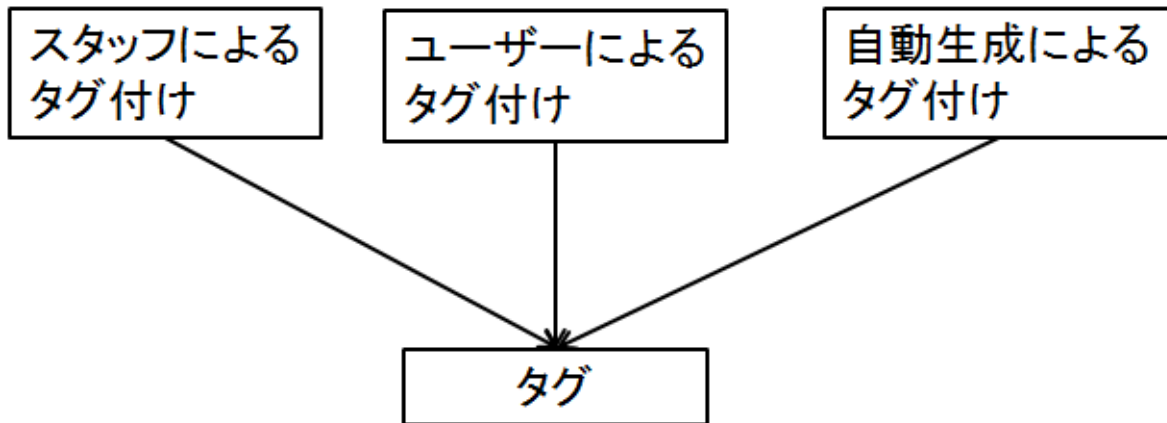 スタッフによる
タグ付け
ユーザーによる
タグ付け
自動生成による
タグ付け
タグ